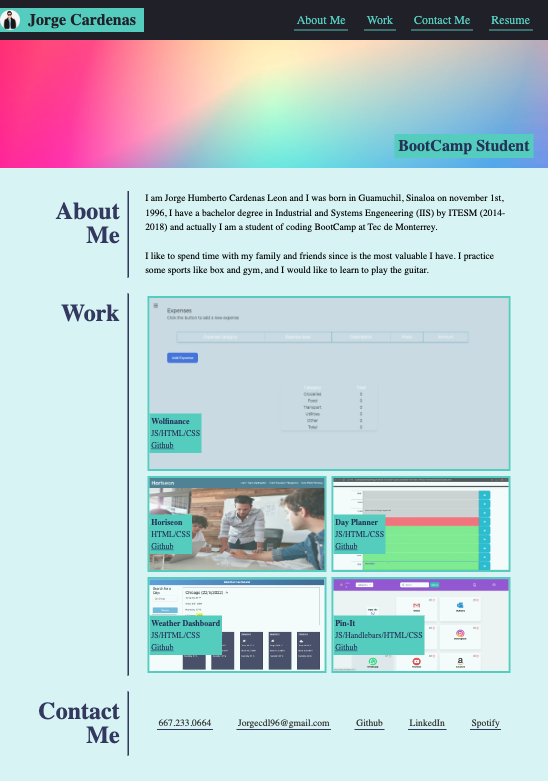 Jorge Cardenas
About Me Work Contact Me Resume
BootCamp Student
About
Me
I am Jorge Humberto Cardenas Leon and I was born in Guamuchil, Sinaloa on november 1st,
1996, I have a bachelor degree in Industrial and Systems Engeneering (IIS) by ITESM (2014-
2018) and actually I am a student of coding BootCamp at Tec de Monterrey.
I like to spend time with my family and friends since is the most valuable I have. I practice
some sports like box and gym, and I would like to learn to play the guitar.
Work
Expenses
Click the button to add a new expense
Add Expense
Groceries 0
Food 0
Transport 0
Utilities 0
Other 0
Total 0
Wolfinance
JS/HTML/CSS
Github
Horiseon
Horiseon
HTML/CSS
Github
Day Planner
JS/HTML/CSS
Github
Weather Dashboard
JS/HTML/CSS
Github
Pin-It
JS/Handlebars/HTML/CSS
Github
Contact
Me
667.233.0664 Jorgecdl96@gmail.com Github LinkedIn Spotify